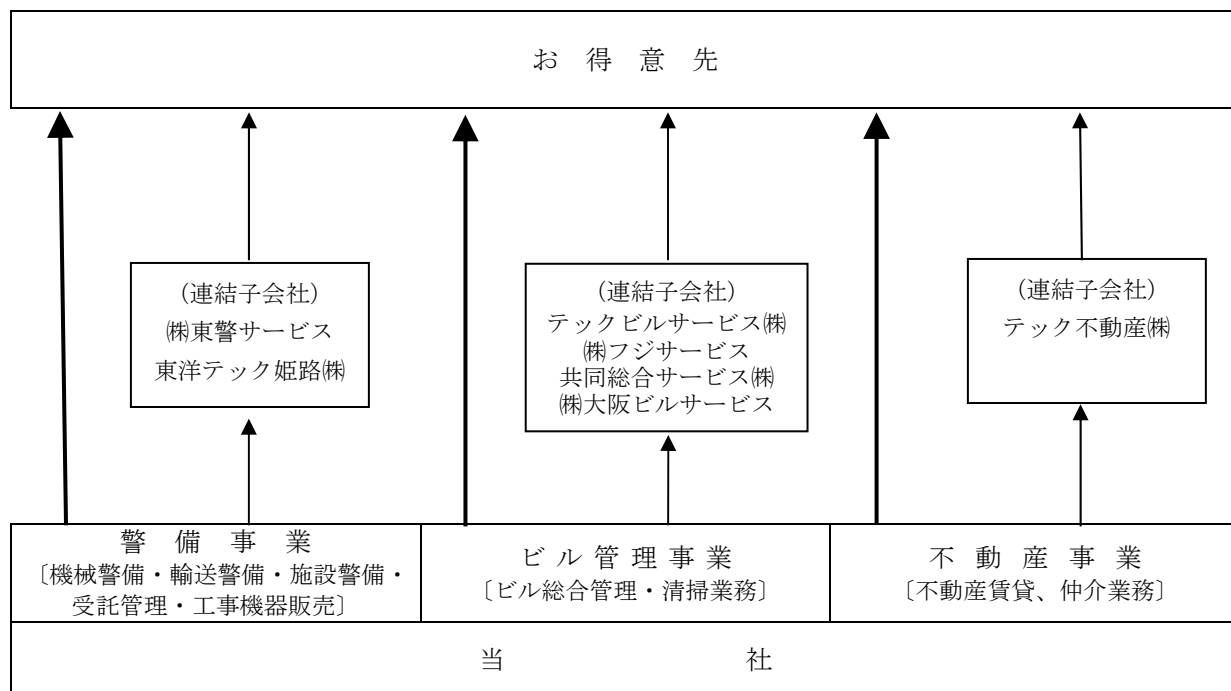 お得意先
(連結子会社)
㈱東警サービス
東洋テック姫路㈱
(連結子会社)
テックビルサービス㈱
㈱フジサービス
共同総合サービス㈱
㈱大阪ビルサービス
(連結子会社)
テック不動産㈱
警備事業
〔機械警備・輸送警備・施設警備・
受託管理・工事機器販売〕
ビル管理事業
〔ビル総合管理・清掃業務〕
不動産事業
〔不動産賃貸、仲介業務〕
当社